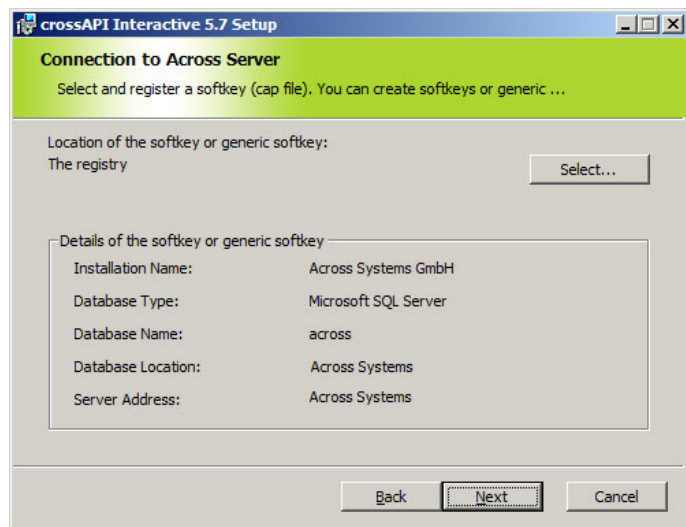 crossAPI Interactive 5.7 Setup
Connection to Across Server
Select and register a softkey (cap file). You can create softkeys or generic ...
Location of the softkey or generic softkey:
The registry
Select...
Details of the softkey or generic softkey
Installation Name: Across Systems GmbH
Database Type: Microsoft SQL Server
Database Name: across
Database Location: Across Systems
Server Address: Across Systems
Back Next Cancel